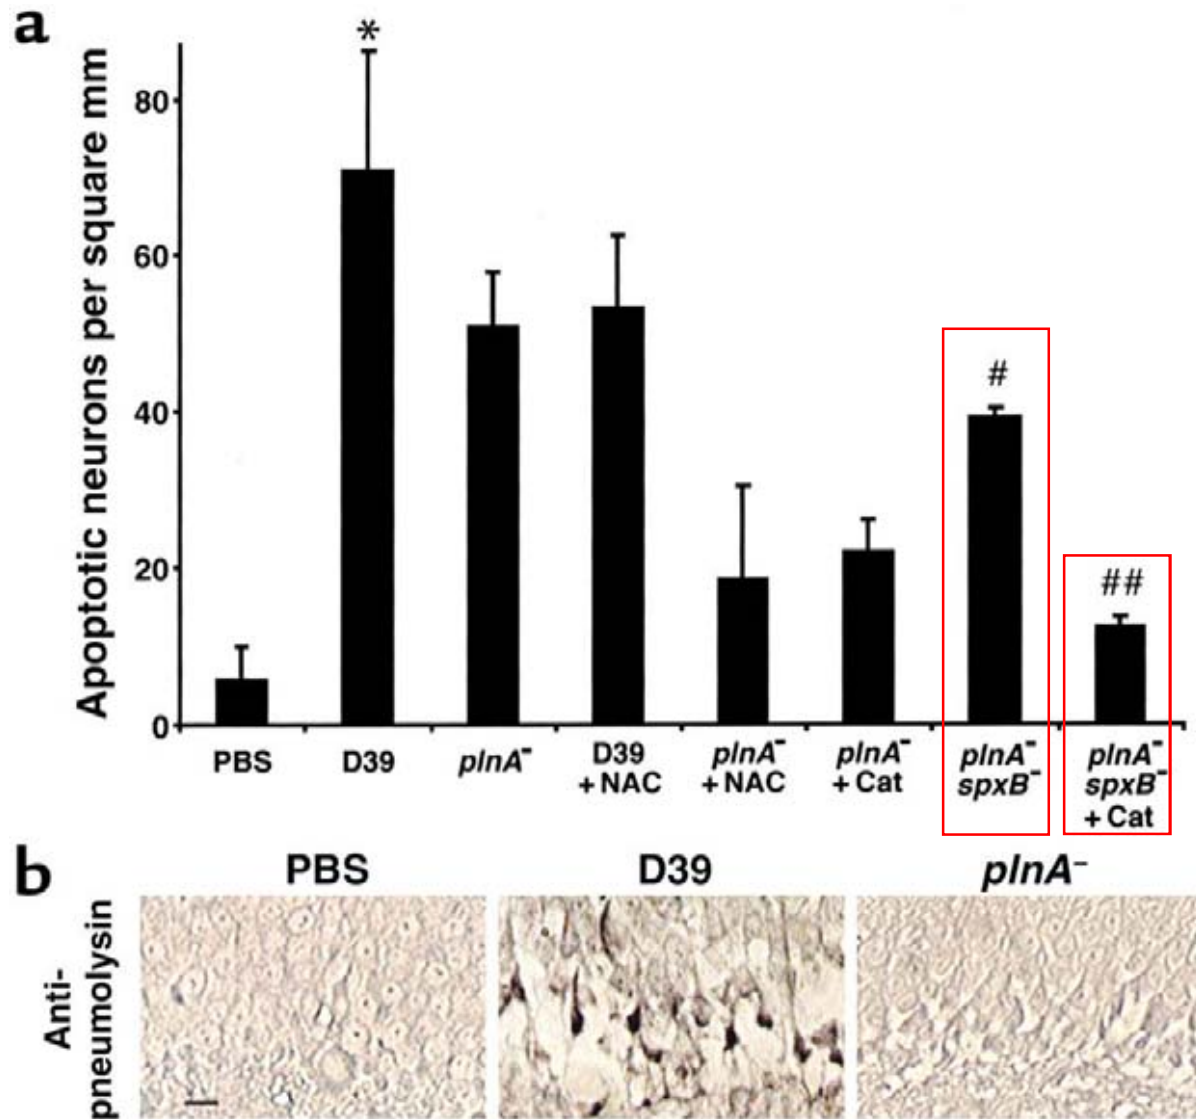 a
*
Apoptotic neurons per square mm
80
60
40
20
0
#
##
PBS
D39
plnA⁻
D39
+ NAC
plnA⁻
+ NAC
plnA⁻
+ Cat
plnA⁻
spxB⁻
plnA⁻
spxB⁻
+ Cat
b
PBS
D39
plnA⁻
Anti-
pneumolysin